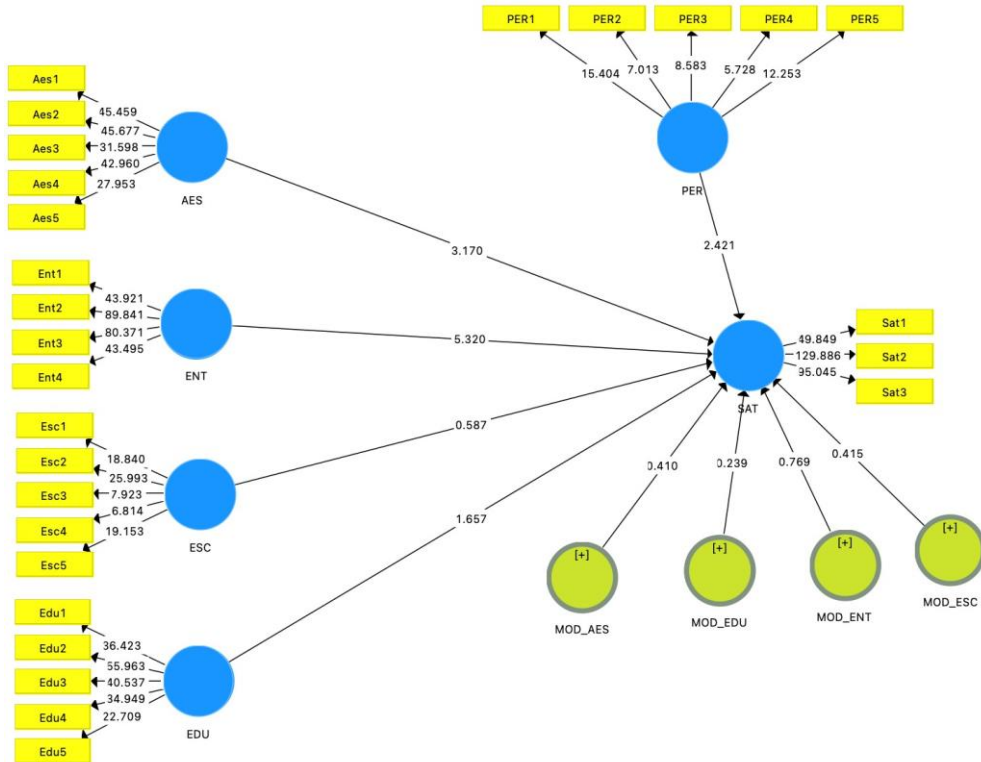 PER1 PER2 PER3 PER4 PER5
15.404 7.013 8.583 5.728 12.253
PER
2.421
Aes1
Aes2
Aes3
Aes4
Aes5
45.459
45.677
31.598
42.960
27.953
AES
3.170
Ent1
Ent2
Ent3
Ent4
43.921
89.841
80.371
43.495
ENT
5.320
Sat1
Sat2
Sat3
49.849
129.886
95.045
SAT
Esc1
Esc2
Esc3
Esc4
Esc5
18.840
25.993
7.923
6.814
19.153
ESC
0.587
Edu1
Edu2
Edu3
Edu4
Edu5
36.423
40.537
34.949
22.709
EDU
1.657
0.410 0.239 0.769 0.415
[+] [+] [+] [+]
MOD_AES MOD_EDU MOD_ENT MOD_ESC